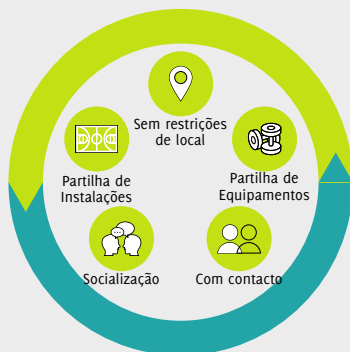 Sem restrições
de local
Partilha de
Instalações
Partilha de
Equipamentos
Socialização
Com contacto